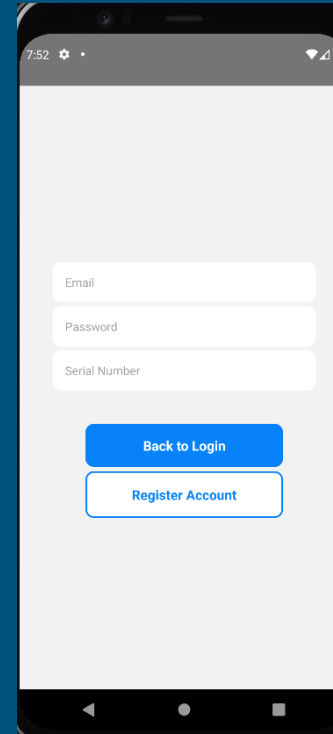 7:52
Email
Password
Serial Number
Back to Login
Register Account